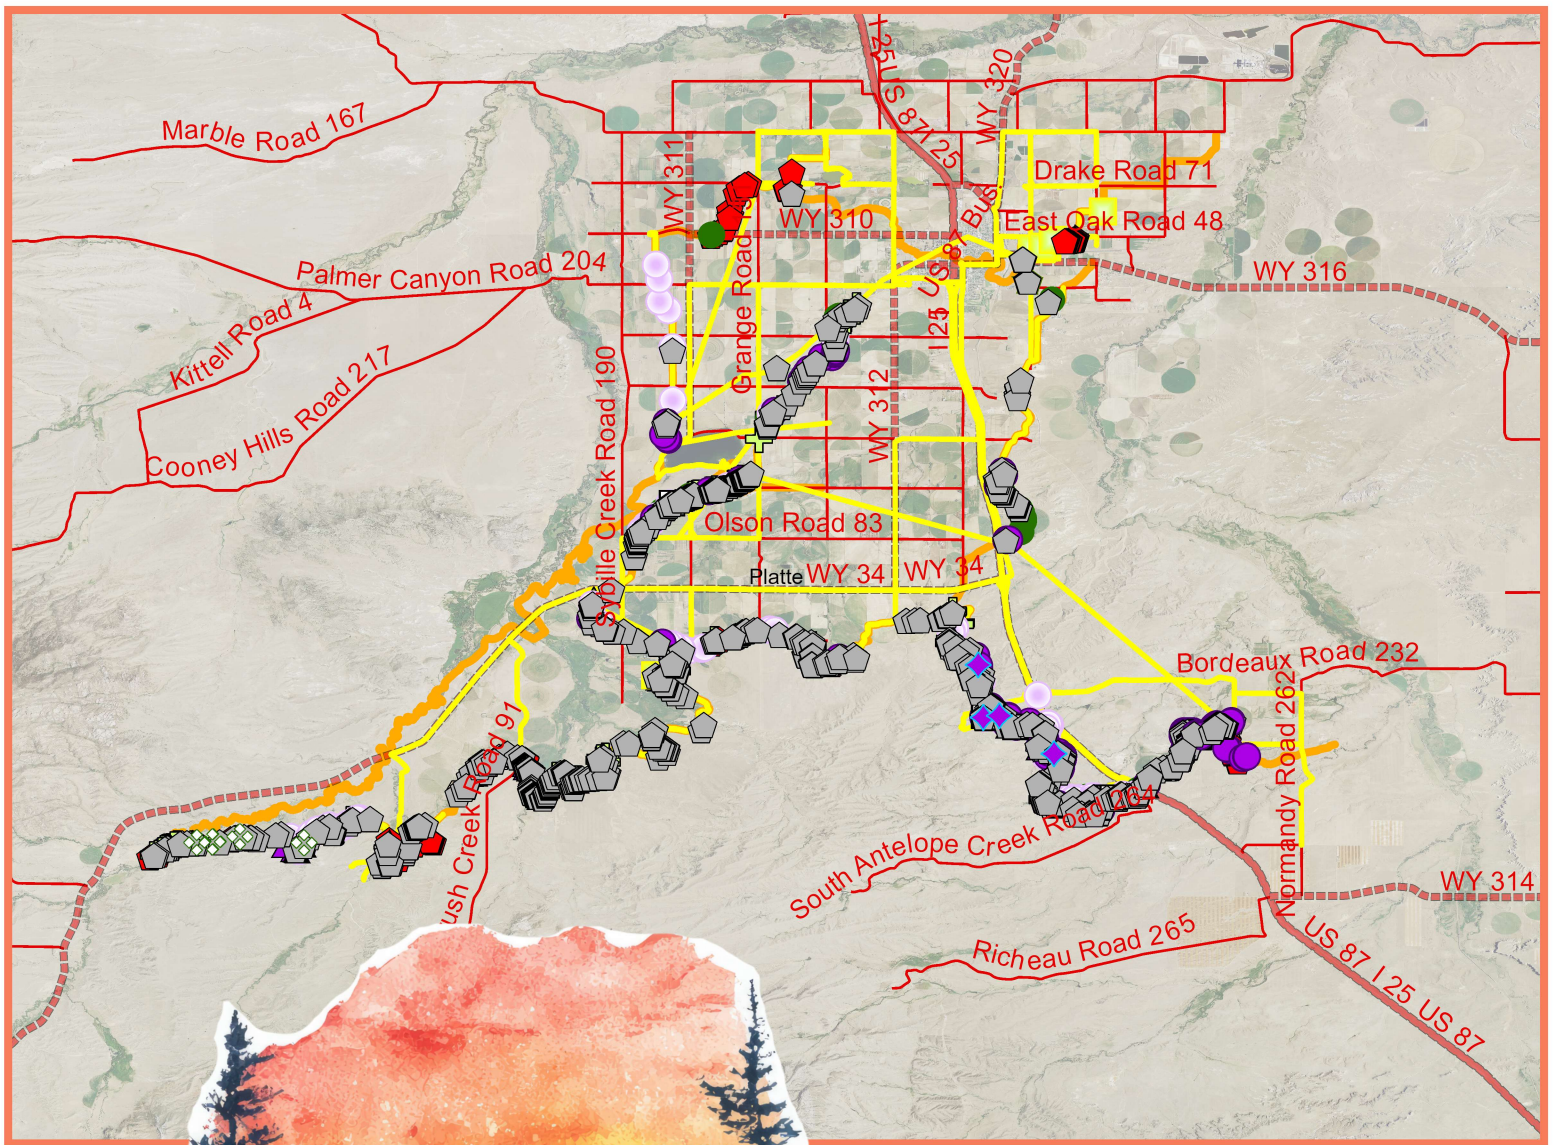 I 25
US 87
I 25
WY 320
Marble Road 167
WY 311
Drake Road 71
WY 310
US 87 Bus.
East Oak Road 48
Palmer Canyon Road 204
WY 316
Kittell Road 4
Grange Road
I 25
Cooney Hills Road 217
Sybille Creek Road 190
WY 312
Olson Road 83
Platte
WY 34
WY 34
Bordeaux Road 232
Normandy Road 262
Road 91
ush Creek
South Antelope Creek Road 264
WY 314
Richeau Road 265
US 87 I 25 US 87